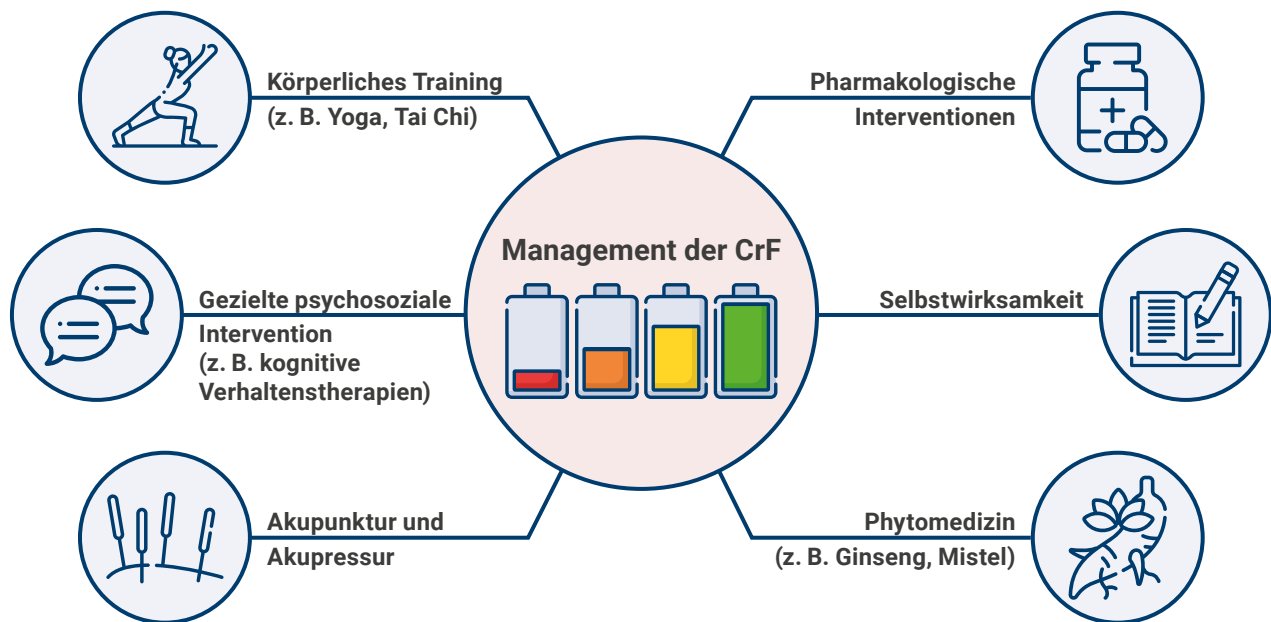 Körperliches Training
(z. B. Yoga, Tai Chi)
Pharmakologische
Interventionen
Management der CrF
Gezielte psychosoziale
Intervention
(z. B. kognitive
Verhaltenstherapien)
Selbstwirksamkeit
Akupunktur und
Akupressur
Phytomedizin
(z. B. Ginseng, Mistel)